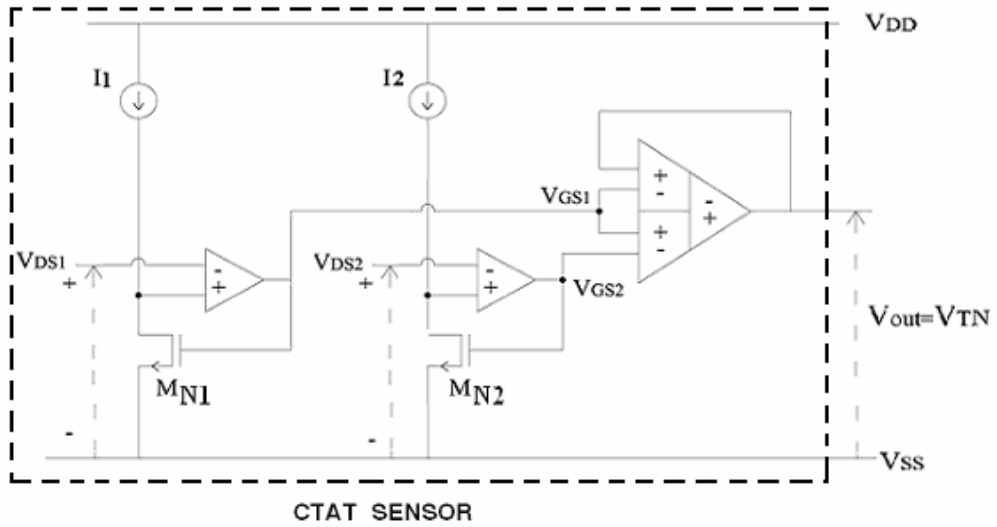 VDD
I1
I2
+
-
VGS1
-
+
+
-
VDS1
+
-
+
VDS2
+
-
+
VGS2
Vout=VTN
MN1
MN2
-
-
VSS
CTAT SENSOR